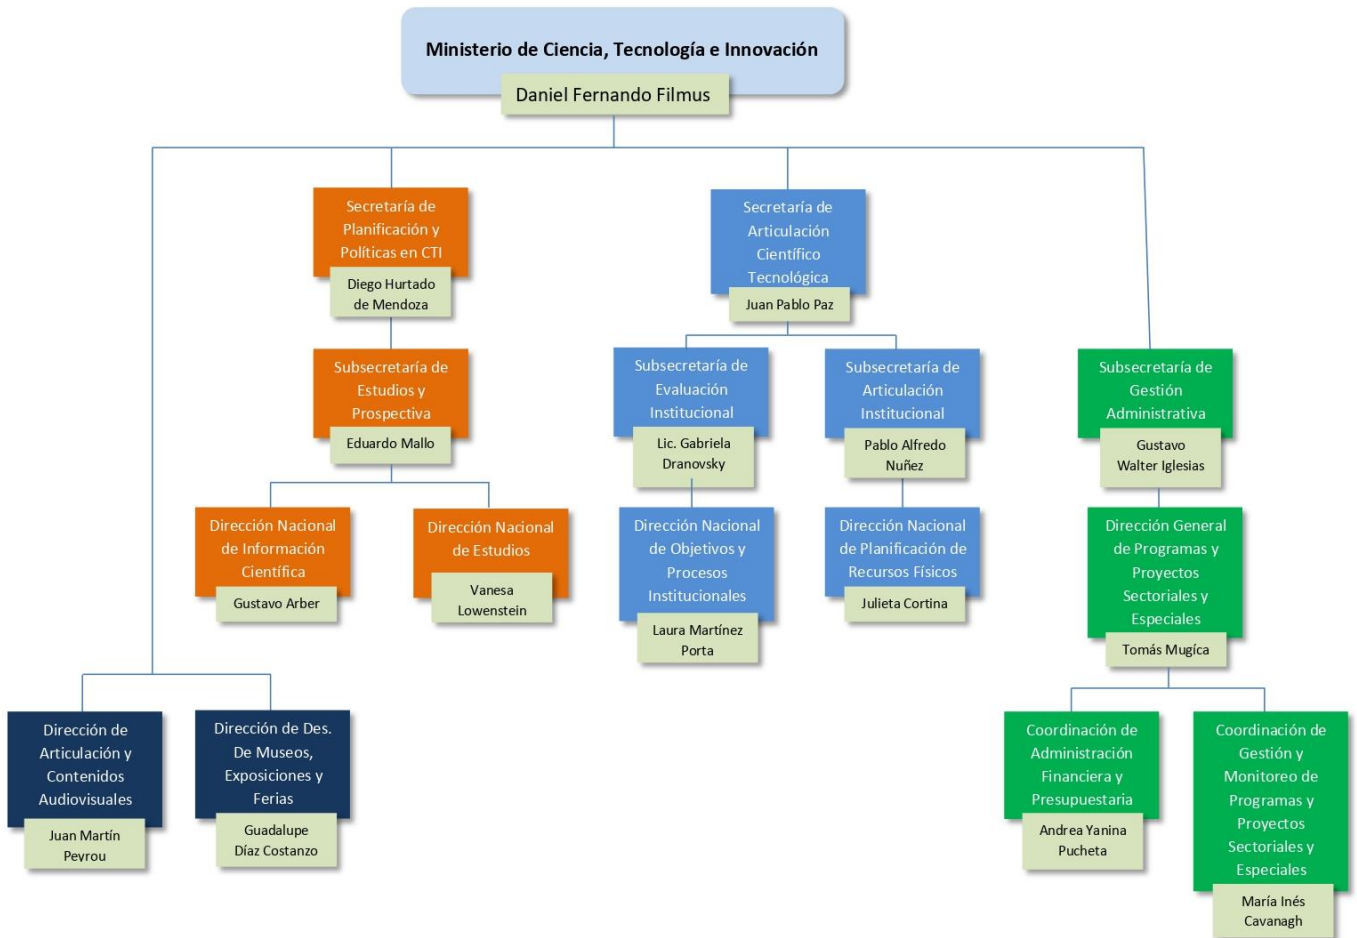 Ministerio de Ciencia, Tecnología e Innovación
Daniel Fernando Filmus
Secretaría de
Planificación y
Políticas en CTI
Diego Hurtado
de Mendoza
Secretaría de
Articulación
Científico
Tecnológica
Juan Pablo Paz
Subsecretaría de
Estudios y
Prospectiva
Eduardo Mallo
Subsecretaría de
Evaluación
Institucional
Lic. Gabriela
Dranovsky
Subsecretaría de
Articulación
Institucional
Pablo Alfredo
Nuñez
Subsecretaría de
Gestión
Administrativa
Gustavo
Walter Iglesias
Dirección Nacional
de Información
Científica
Gustavo Arber
Dirección Nacional
de Estudios
Vanesa
Lowenstein
Dirección Nacional
de Objetivos y
Procesos
Institucionales
Laura Martínez
Porta
Dirección Nacional
de Planificación de
Recursos Físicos
Julieta Cortina
Dirección General
de Programas y
Proyectos
Sectoriales y
Especiales
Tomás Mugíca
Dirección de
Articulación y
Contenidos
Audiovisuales
Juan Martín
Peyrou
Dirección de Des.
De Museos,
Exposiciones y
Ferias
Guadalupe
Díaz Costanzo
Coordinación de
Administración
Financiera y
Presupuestaria
Andrea Yanina
Pucheta
Coordinación de
Gestión y
Monitoreo de
Programas y
Proyectos
Sectoriales y
Especiales
María Inés
Cavanagh